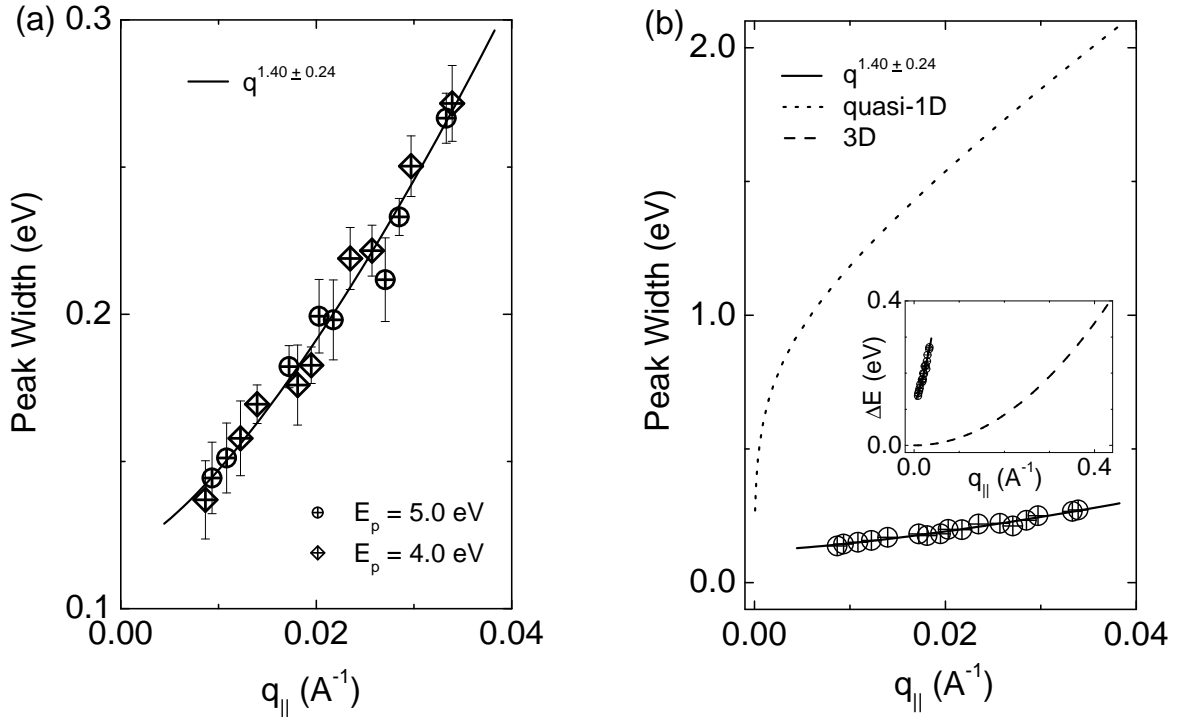 (a)
0.3
0.2
0.1
0.00
0.02
0.04
Peak Width (eV)
q|| (A⁻¹)
q^1.40 ± 0.24
E_p = 5.0 eV
E_p = 4.0 eV
(b)
2.0
1.0
0.0
0.00
0.02
0.04
Peak Width (eV)
q|| (A⁻¹)
q^1.40 ± 0.24
quasi-1D
3D
0.4
0.0
ΔE (eV)
0.0
0.4
q|| (A⁻¹)